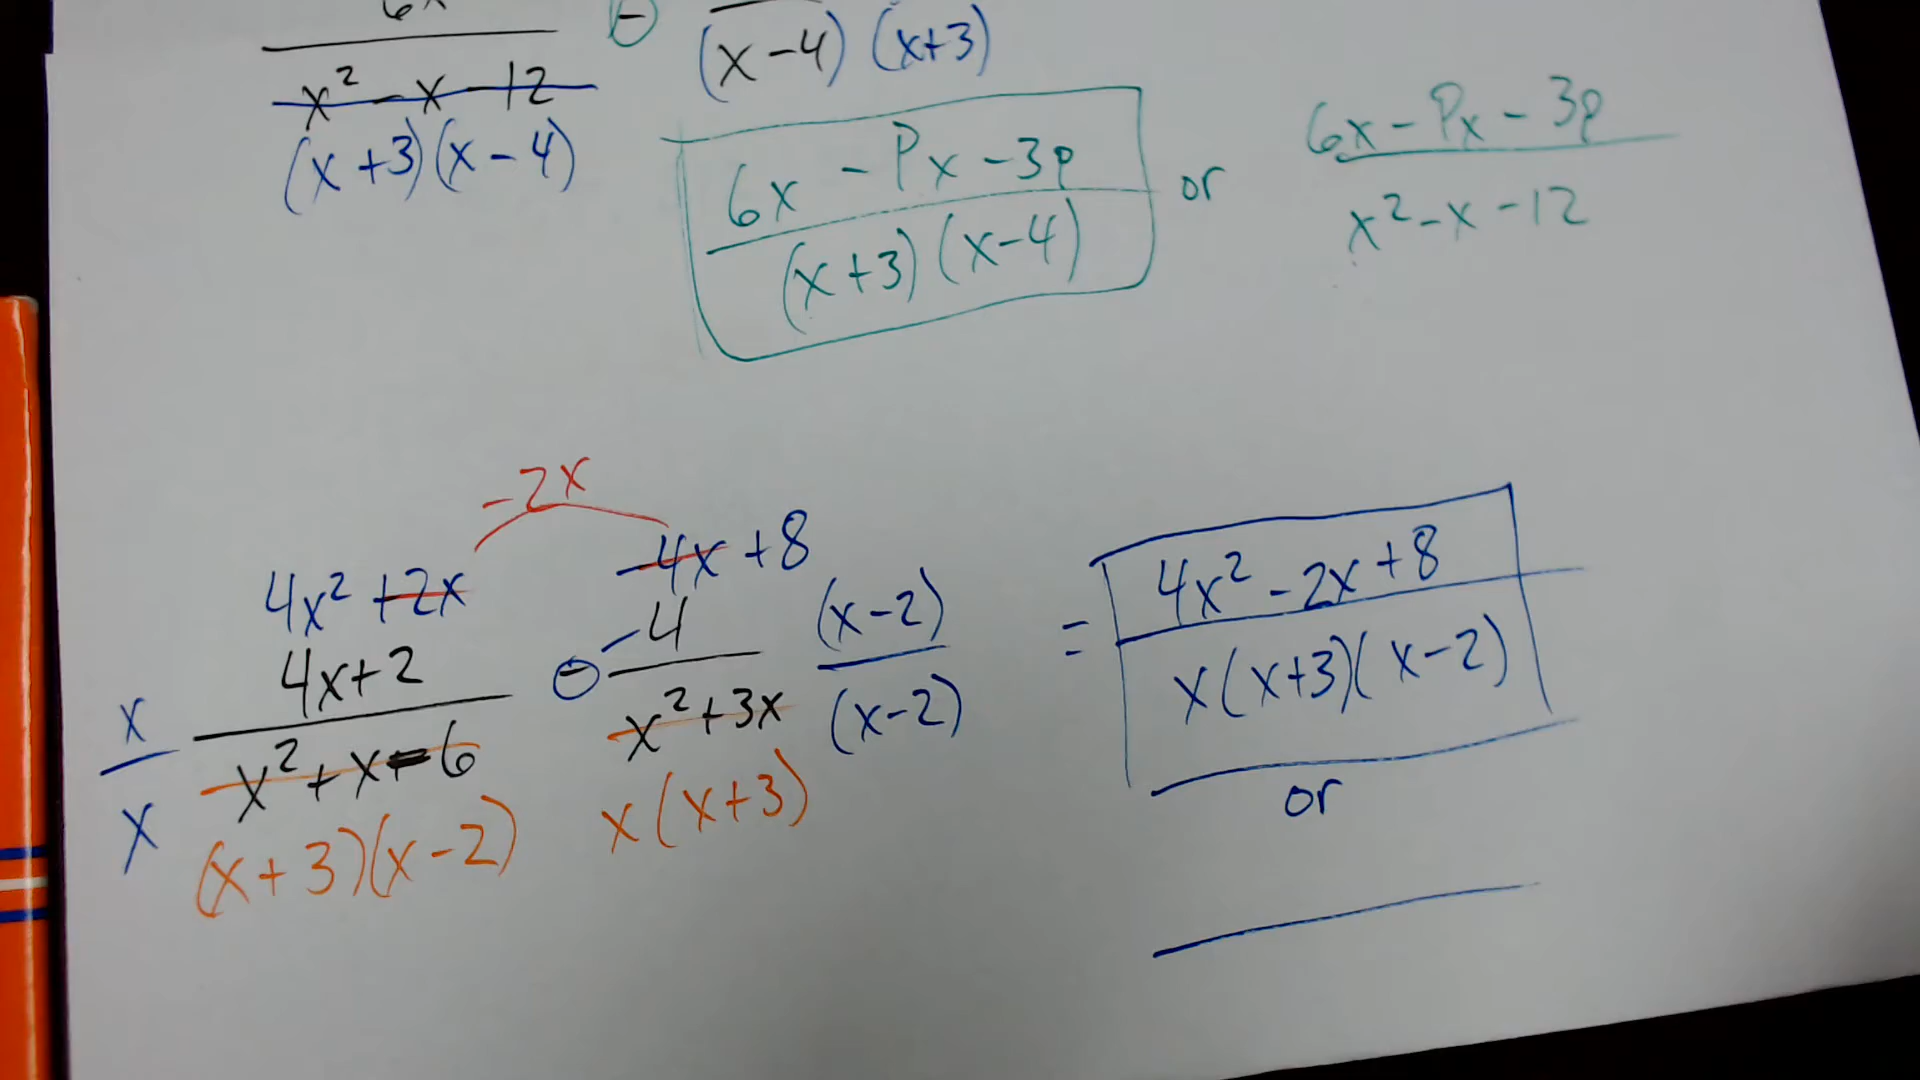 6x
x² - x - 12
(x+3)(x-4)
-
(x-4) (x+3)
6x - Px - 3p
(x+3)(x-4)
or
6x - Px - 3p
x² - x - 12
-2x
4x² +2x
-4x + 8
4x+2
x² + x - 6
x
x
(x+3)(x-2)
-
-4
x² + 3x
x(x+3)
(x-2)
(x-2)
=
4x² - 2x + 8
x(x+3)(x-2)
or